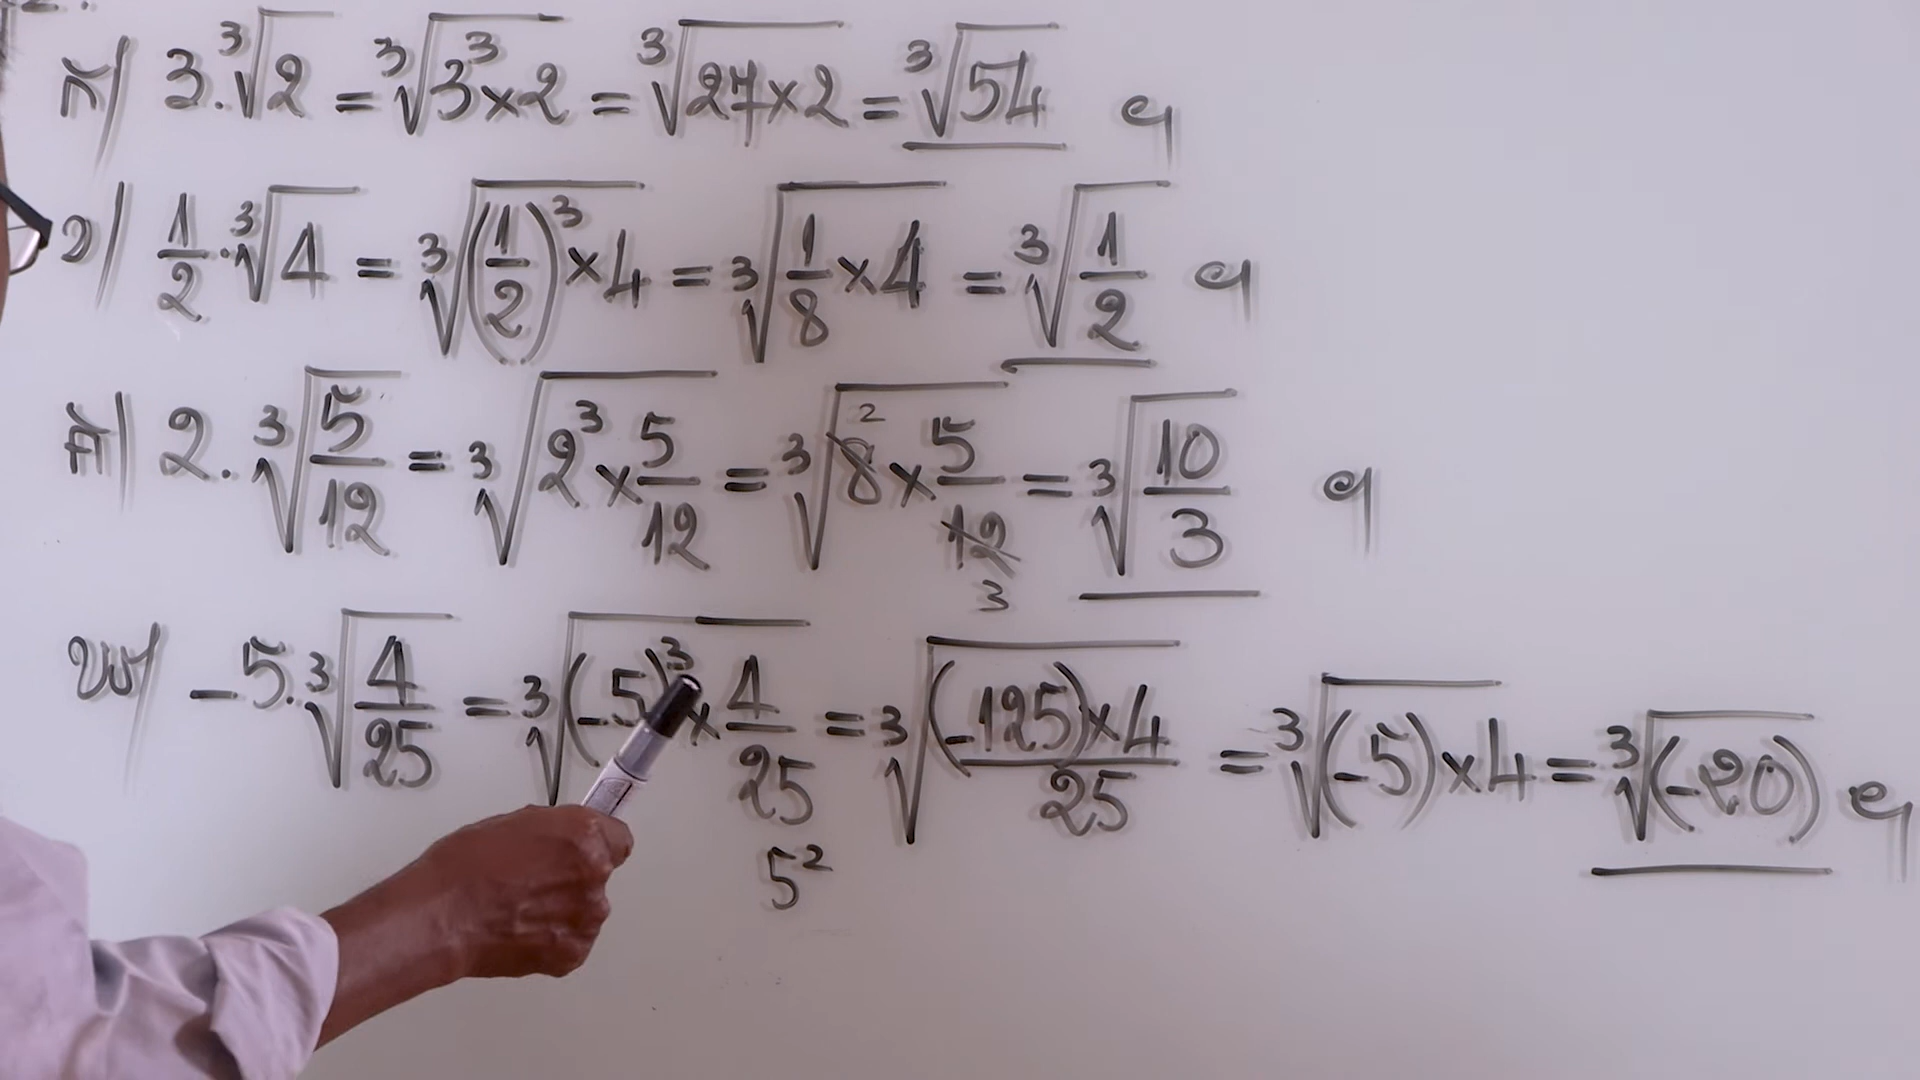 ក/ 3.∛2 = ∛(3³×2) = ∛(27×2) = ∛54 ។
ខ/ 1/2.∛4 = ∛((1/2)³×4) = ∛(1/8×4) = ∛(1/2) ។
គ/ 2.∛(5/12) = ∛(2³×5/12) = ∛(8×5/12) = ∛(10/3) ។
2
3
ឃ/ -5.∛(4/25) = ∛((-5)³×4/25) = ∛((-125)×4/25) = ∛((-5)×4) = ∛(-20) ។
5²